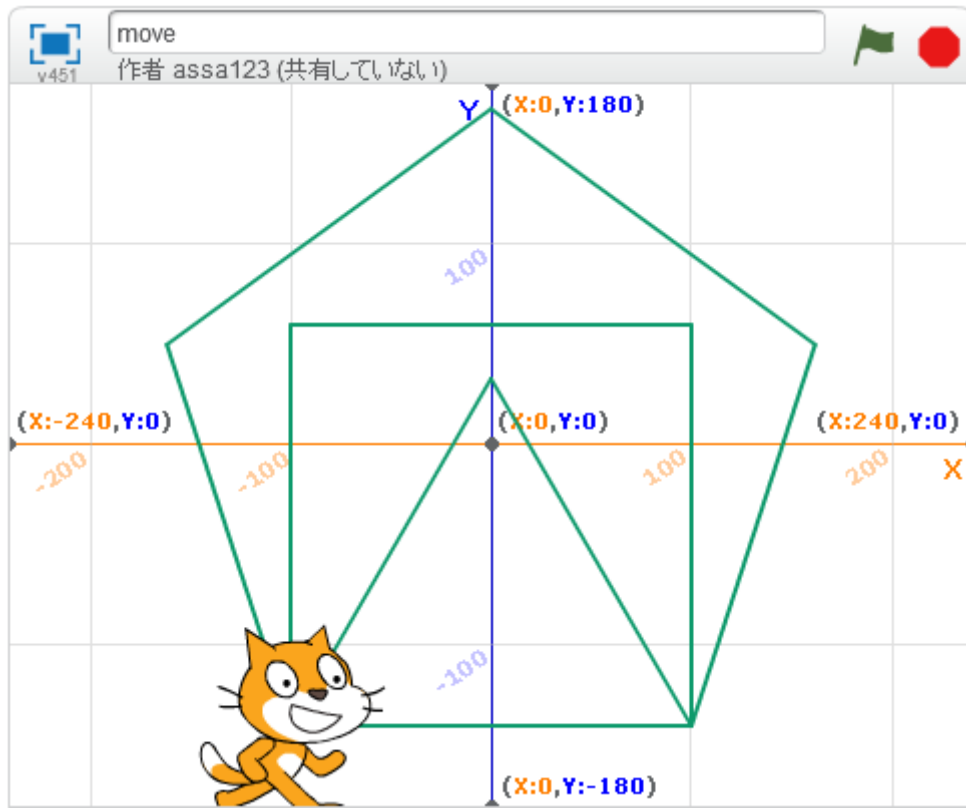 move
v451
作者 assa123 (共有していない)
Y
(X:0,Y:180)
100
(X:-240,Y:0)
(X:0,Y:0)
(X:240,Y:0)
-200
-100
100
200
X
-100
(X:0,Y:-180)